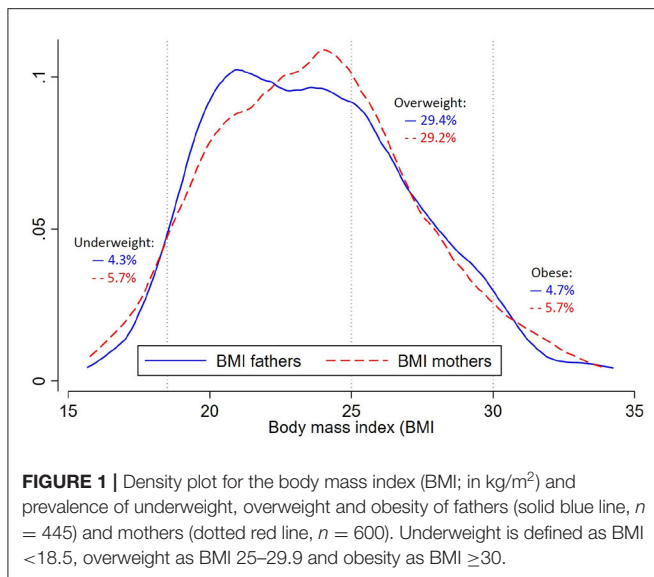 .1
.05
0
Overweight:
— 29.4%
-- 29.2%
Underweight:
— 4.3%
-- 5.7%
Obese:
— 4.7%
-- 5.7%
BMI fathers
BMI mothers
15 20 25 30 35
Body mass index (BMI
FIGURE 1 | Density plot for the body mass index (BMI; in kg/m²) and
prevalence of underweight, overweight and obesity of fathers (solid blue line, n
= 445) and mothers (dotted red line, n = 600). Underweight is defined as BMI
<18.5, overweight as BMI 25–29.9 and obesity as BMI ≥30.